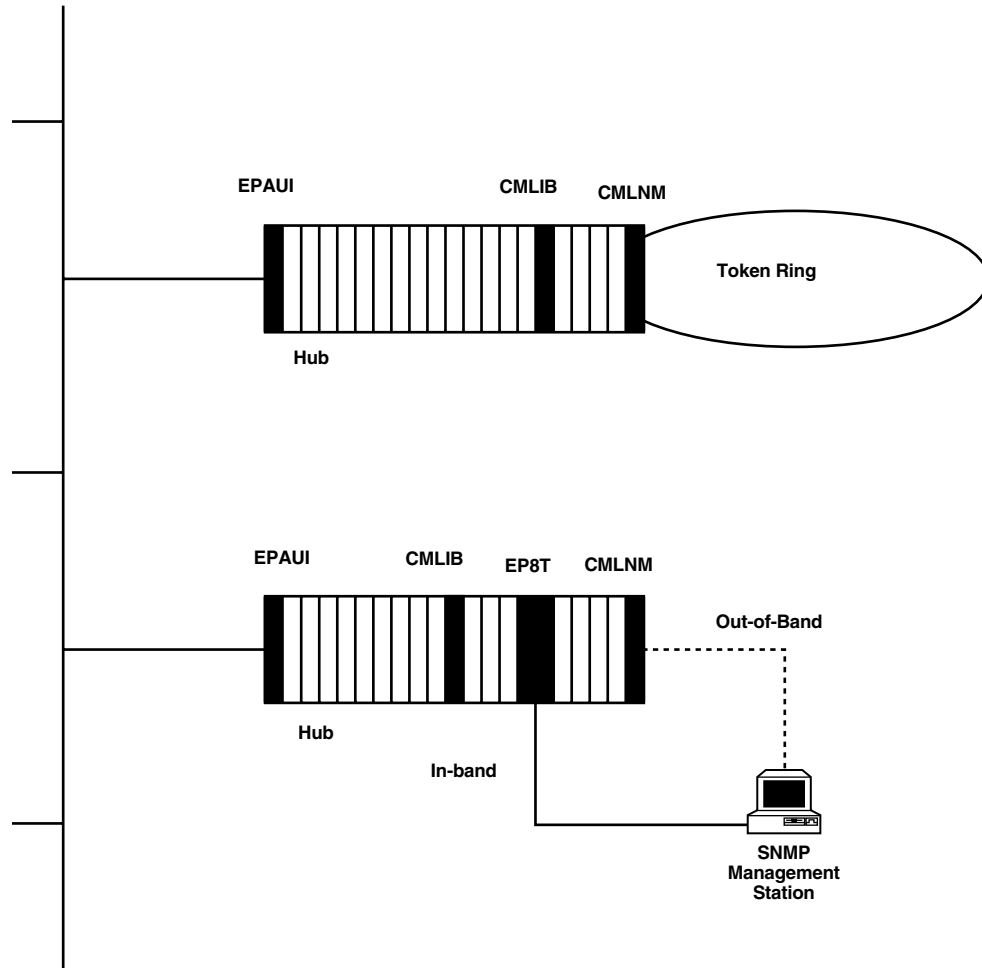 EPAUI
CMLIB
CMLNM
Token Ring
Hub
EPAUI
CMLIB
EP8T
CMLNM
Out-of-Band
Hub
In-band
SNMP
Management
Station